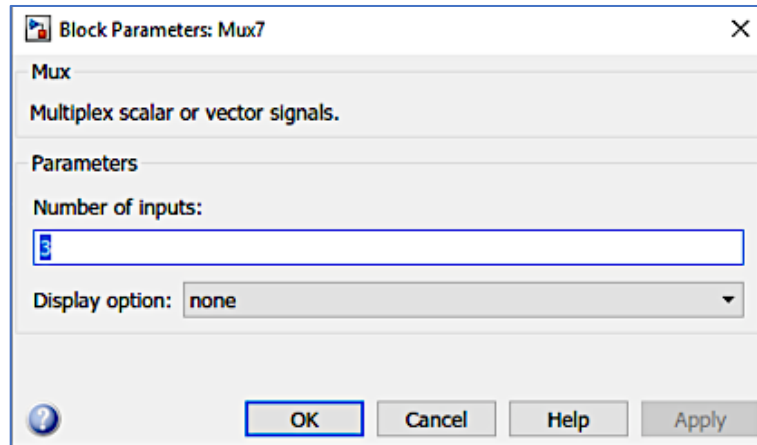 Block Parameters: Mux7
Mux
Multiplex scalar or vector signals.
Parameters
Number of inputs:
3
Display option: none
OK Cancel Help Apply